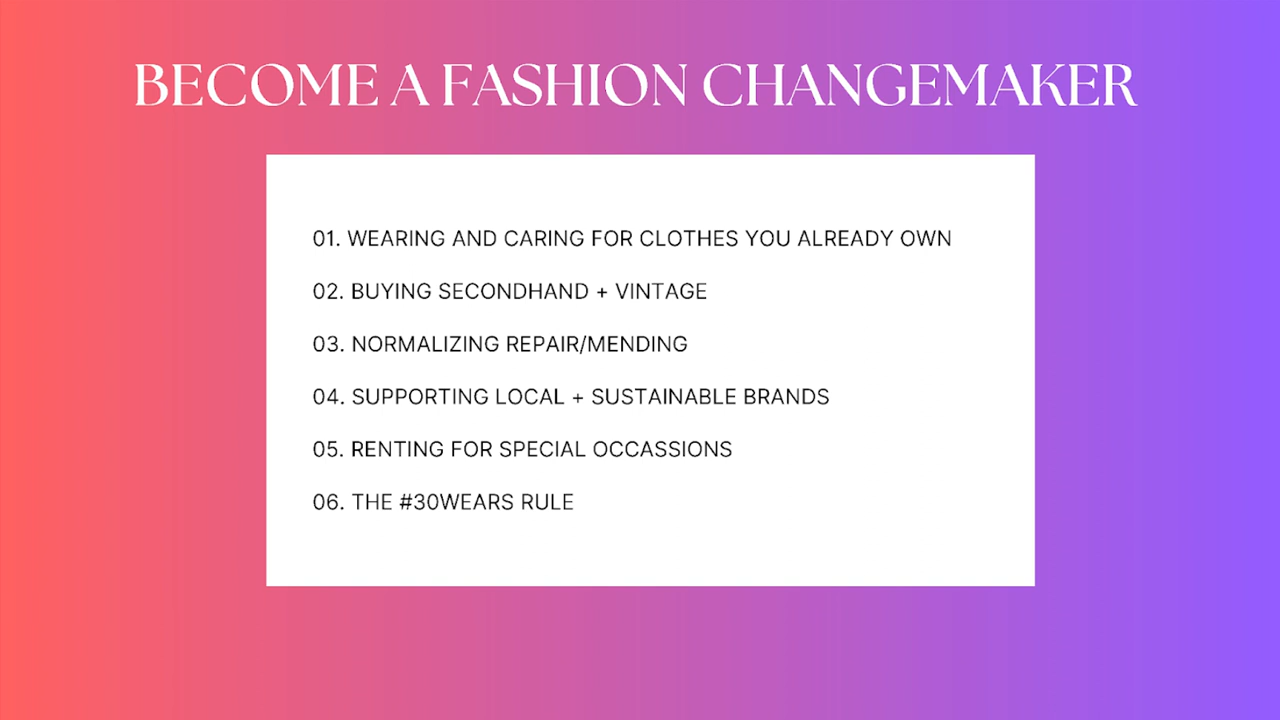 BECOME A FASHION CHANGEMAKER
01. WEARING AND CARING FOR CLOTHES YOU ALREADY OWN
02. BUYING SECONDHAND + VINTAGE
03. NORMALIZING REPAIR/MENDING
04. SUPPORTING LOCAL + SUSTAINABLE BRANDS
05. RENTING FOR SPECIAL OCCASSIONS
06. THE #30WEARS RULE